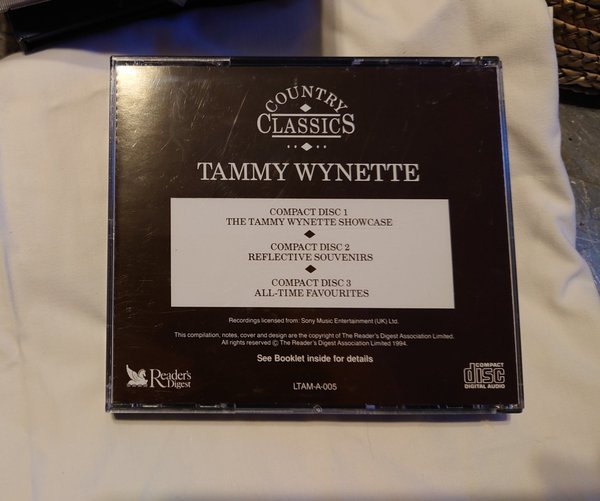 COUNTRY
CLASSICS
TAMMY WYNETTE
COMPACT DISC 1
THE TAMMY WYNETTE SHOWCASE
COMPACT DISC 2
REFLECTIVE SOUVENIRS
COMPACT DISC 3
ALL-TIME FAVOURITES
Recordings licensed from: Sony Music Entertainment (UK) Ltd.
This compilation, notes, cover and design are the copyright of The Reader's Digest Association Limited.
All rights reserved © The Reader's Digest Association Limited 1994.
See Booklet inside for details
Reader's
Digest
LTAM-A-005
COMPACT
disc
DIGITAL AUDIO